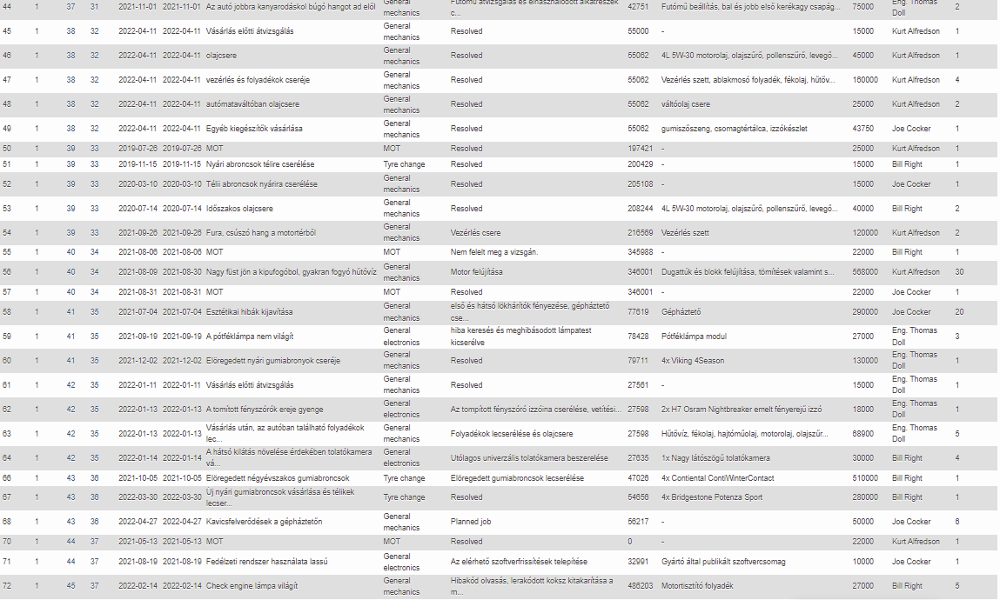 44 1 37 31 2021-11-01 2021-11-01 Az autó jobbra kanyarodáskol búgó hangot ad elől General mechanics Futómű átvizsgálás és elhasználódott alkatrészek c... 42751 Futómű beállítás, bal és jobb első kerékagy csapág... 75000 Eng. Thomas Doll 2
45 1 38 32 2022-04-11 2022-04-11 Vásárlás előtti átvizsgálás General mechanics Resolved 55000 - 15000 Kurt Alfredson 1
46 1 38 32 2022-04-11 2022-04-11 olajcsere General mechanics Resolved 55062 4L 5W-30 motorolaj, olajszűrő, pollenszűrő, levegő... 45000 Kurt Alfredson 1
47 1 38 32 2022-04-11 2022-04-11 vezérlés és folyadékok cseréje General mechanics Resolved 55062 Vezérlés szett, ablakmosó folyadék, fékolaj, hűtőv... 160000 Kurt Alfredson 4
48 1 38 32 2022-04-11 2022-04-11 autómataváltóban olajcsere General mechanics Resolved 55062 váltóolaj csere 25000 Kurt Alfredson 2
49 1 38 32 2022-04-11 2022-04-11 Egyéb kiegészítők vásárlása General mechanics Resolved 55062 gumiszőszeng, csomagtértálca, izzókészlet 43750 Joe Cocker 1
50 1 39 33 2019-07-26 2019-07-26 MOT MOT Resolved 197421 - 25000 Kurt Alfredson 1
51 1 39 33 2019-11-15 2019-11-15 Nyári abroncsok télire cserélése Tyre change Resolved 200429 - 15000 Bill Right 1
52 1 39 33 2020-03-10 2020-03-10 Télii abroncsok nyárira cserélése General mechanics Resolved 205108 - 15000 Joe Cocker 1
53 1 39 33 2020-07-14 2020-07-14 Időszakos olajcsere General mechanics Resolved 208244 4L 5W-30 motorolaj, olajszűrő, pollenszűrő, levegő... 40000 Bill Right 2
54 1 39 33 2021-09-26 2021-09-26 Fura, csúszó hang a motortérből General mechanics Vezérlés csere 216569 Vezérlés szett 120000 Kurt Alfredson 2
55 1 40 34 2021-08-06 2021-08-06 MOT MOT Nem felelt meg a vizsgán. 345988 - 22000 Bill Right 1
56 1 40 34 2021-08-09 2021-08-30 Nagy füst jön a kipufogóbol, gyakran fogyó hűtővíz General mechanics Motor felújítása 346001 Dugattúk és blokk felújítása, tömítések valamint s... 568000 Kurt Alfredson 30
57 1 40 34 2021-08-31 2021-08-31 MOT MOT Resolved 346001 - 22000 Joe Cocker 1
58 1 41 35 2021-07-04 2021-07-04 Esztétikai hibák kijavítása General mechanics első és hátsó lökhárítók fényezése, gépháztető cse... 77619 Gépháztető 290000 Joe Cocker 20
59 1 41 35 2021-09-19 2021-09-19 A pótféklámpa nem világít General electronics hiba keresés és meghibásodott lámpatest kicserélve 78428 Pótféklámpa modul 27000 Eng. Thomas Doll 3
60 1 41 35 2021-12-02 2021-12-02 Elöregedett nyári gumiabronyok cseréje General mechanics Resolved 79711 4x Viking 4Season 130000 Eng. Thomas Doll 1
61 1 42 35 2022-01-11 2022-01-11 Vásárlás előtti átvizsgálás General mechanics Resolved 27561 - 15000 Eng. Thomas Doll 1
62 1 42 35 2022-01-13 2022-01-13 A tomított fényszórók ereje gyenge General electronics Az tompított fényszóró izzóina cserélése, vetítési... 27598 2x H7 Osram Nightbreaker emelt fényerejű izzó 18000 Eng. Thomas Doll 1
63 1 42 35 2022-01-13 2022-01-13 Vásárlás után, az autóban található folyadékok lec... General mechanics Folyadékok lecserélése és olajcsere 27598 Hűtővíz, fékolaj, hajtóműolaj, motorolaj, olajszűr... 68900 Eng. Thomas Doll 5
64 1 42 35 2022-01-14 2022-01-14 A hátsó kilátás növelése érdekében tolatókamera vá... General electronics Utólagos univerzális tolatókamera beszerelése 27635 1x Nagy látószögű tolatókamera 30000 Bill Right 4
66 1 43 36 2021-10-05 2021-10-05 Elöregedett négyévszakos gumiabroncsok Tyre change Elöregedett gumiabroncsok lecserélése 47026 4x Contiental ContiWinterContact 510000 Bill Right 1
67 1 43 36 2022-03-30 2022-03-30 Új nyári gumiabroncsok vásárlása és télikek lecser... Tyre change Resolved 54656 4x Bridgestone Potenza Sport 280000 Bill Right 1
68 1 43 36 2022-04-27 2022-04-27 Kavicsfelverődések a gépháztetőn General mechanics Planned job 56217 - 50000 Joe Cocker 6
70 1 44 37 2021-05-13 2021-05-13 MOT MOT Resolved 0 - 22000 Kurt Alfredson 1
71 1 44 37 2021-08-19 2021-08-19 Fedélzeti rendszer használata lassú General electronics Az elérhető szoftverfrissítések telepítése 32991 Gyártó által publikált szoftvercsomag 10000 Joe Cocker 1
72 1 45 37 2022-02-14 2022-02-14 Check engine lámpa világít General mechanics Hibakód olvasás, lerakódott koksz kitakarítása a m... 486203 Motortisztító folyadék 27000 Bill Right 5